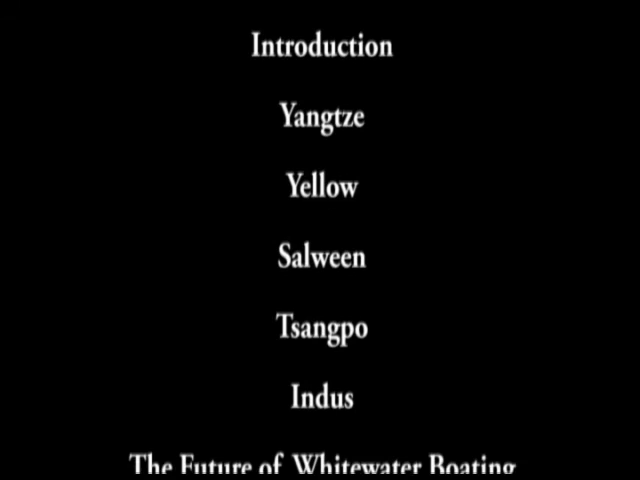 Introduction
Yangtze
Yellow
Salween
Tsangpo
Indus
The Future of Whitewater Boating